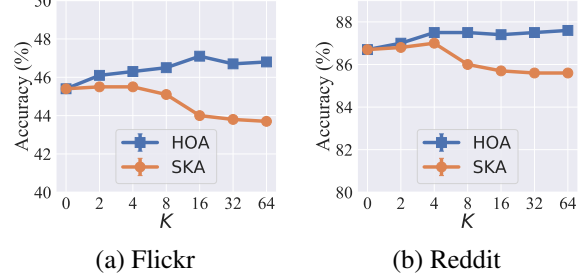 50
48
46
44
42
40
Accuracy (%)
HOA
SKA
0 2 4 8 16 32 64
K
(a) Flickr
88
86
84
82
80
Accuracy (%)
HOA
SKA
0 2 4 8 16 32 64
K
(b) Reddit